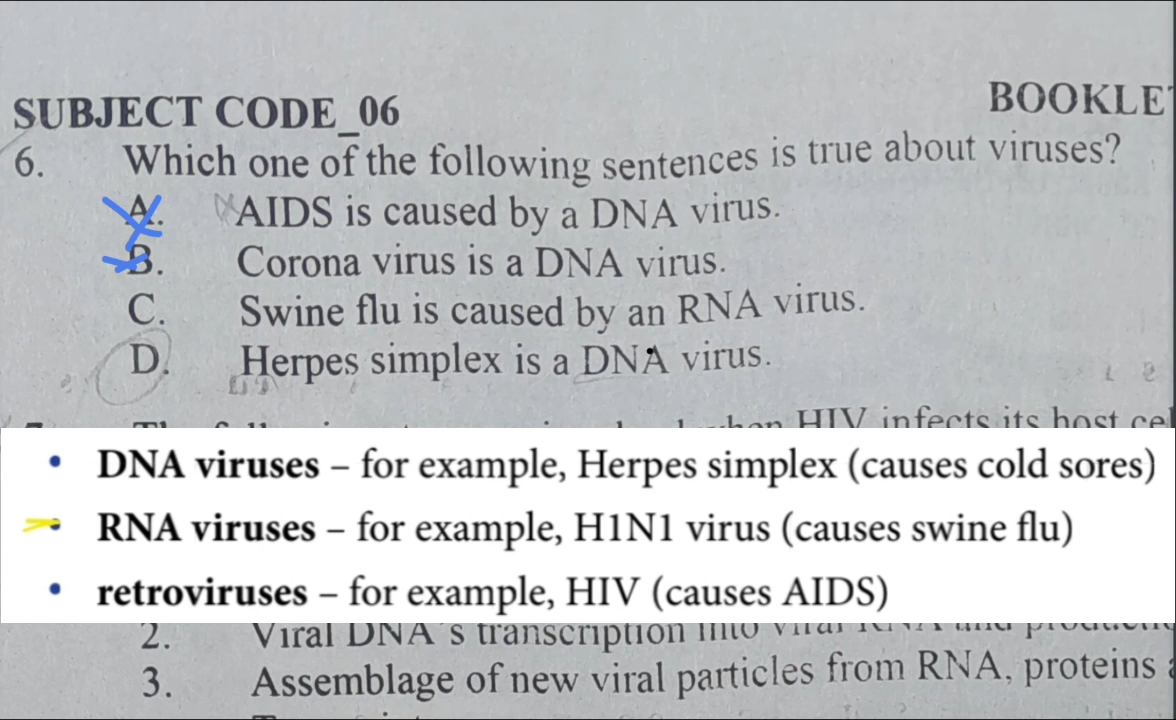 SUBJECT CODE_06
BOOKLE
6. Which one of the following sentences is true about viruses?
A. AIDS is caused by a DNA virus.
B. Corona virus is a DNA virus.
C. Swine flu is caused by an RNA virus.
D. Herpes simplex is a DNA virus.
when HIV infects its host cel
• DNA viruses – for example, Herpes simplex (causes cold sores)
• RNA viruses – for example, H1N1 virus (causes swine flu)
• retroviruses – for example, HIV (causes AIDS)
2. Viral DNA's transcription into viral RNA and
3. Assemblage of new viral particles from RNA, proteins